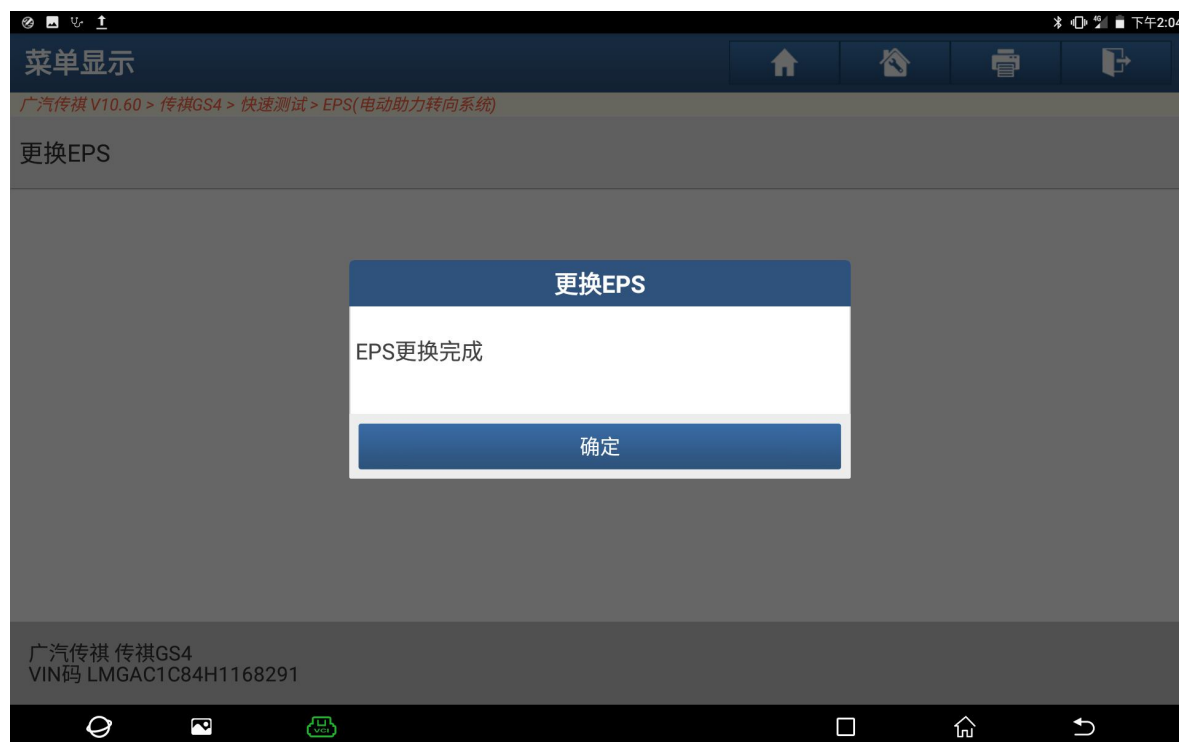 4G 下午2:04
菜单显示
广汽传祺 V10.60 > 传祺GS4 > 快速测试 > EPS(电动助力转向系统)
更换EPS
更换EPS
EPS更换完成
确定
广汽传祺 传祺GS4
VIN码 LMGAC1C84H1168291
VCI